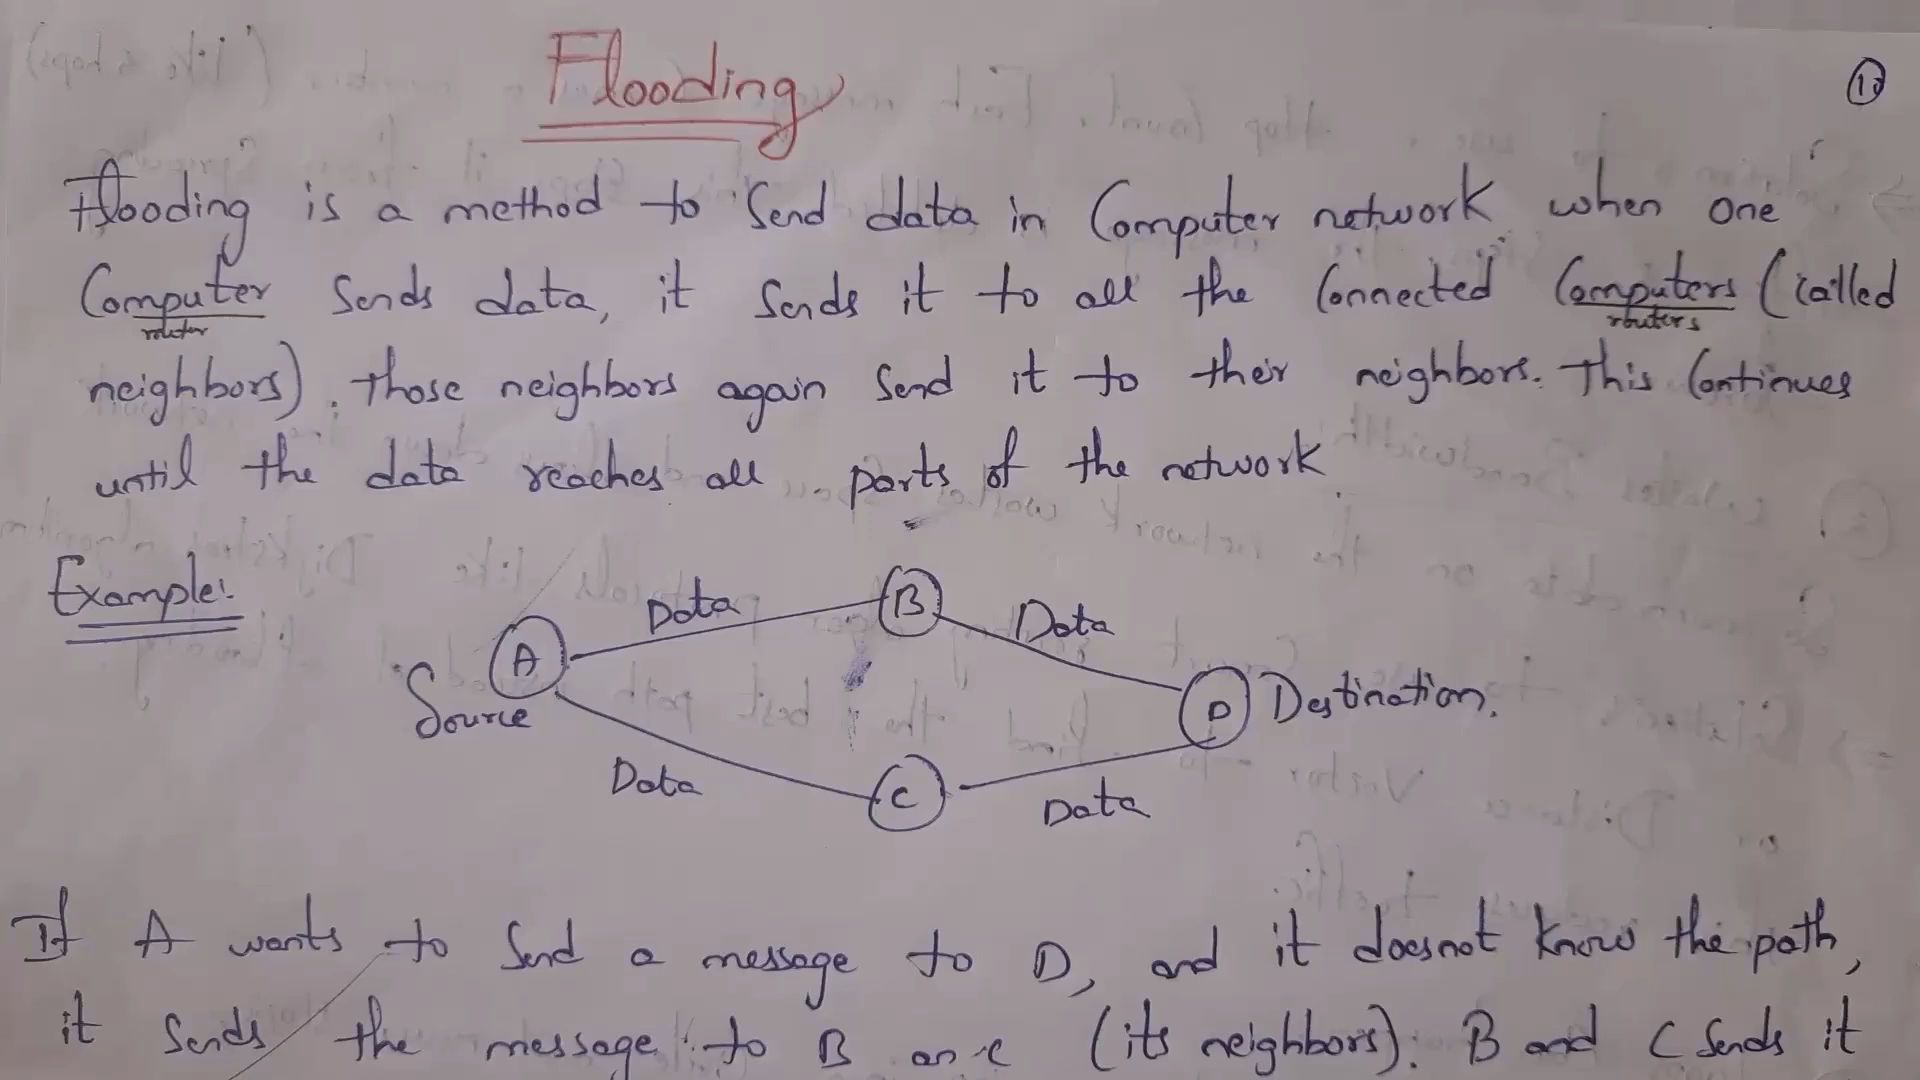 Flooding
1
Flooding is a method to Send data in Computer network when one
Computer Sends data, it Sends it to all the Connected Computers (called
router routers
neighbors). Those neighbors again Send it to their neighbors. This Continues
until the data reaches all parts of the network.
Example:
Data B Data
A
Source D Destination.
Data C Data
If A wants to Send a message to D, and it doesnot know the path,
it Sends the message to B C (its neighbors). B and C Sends it